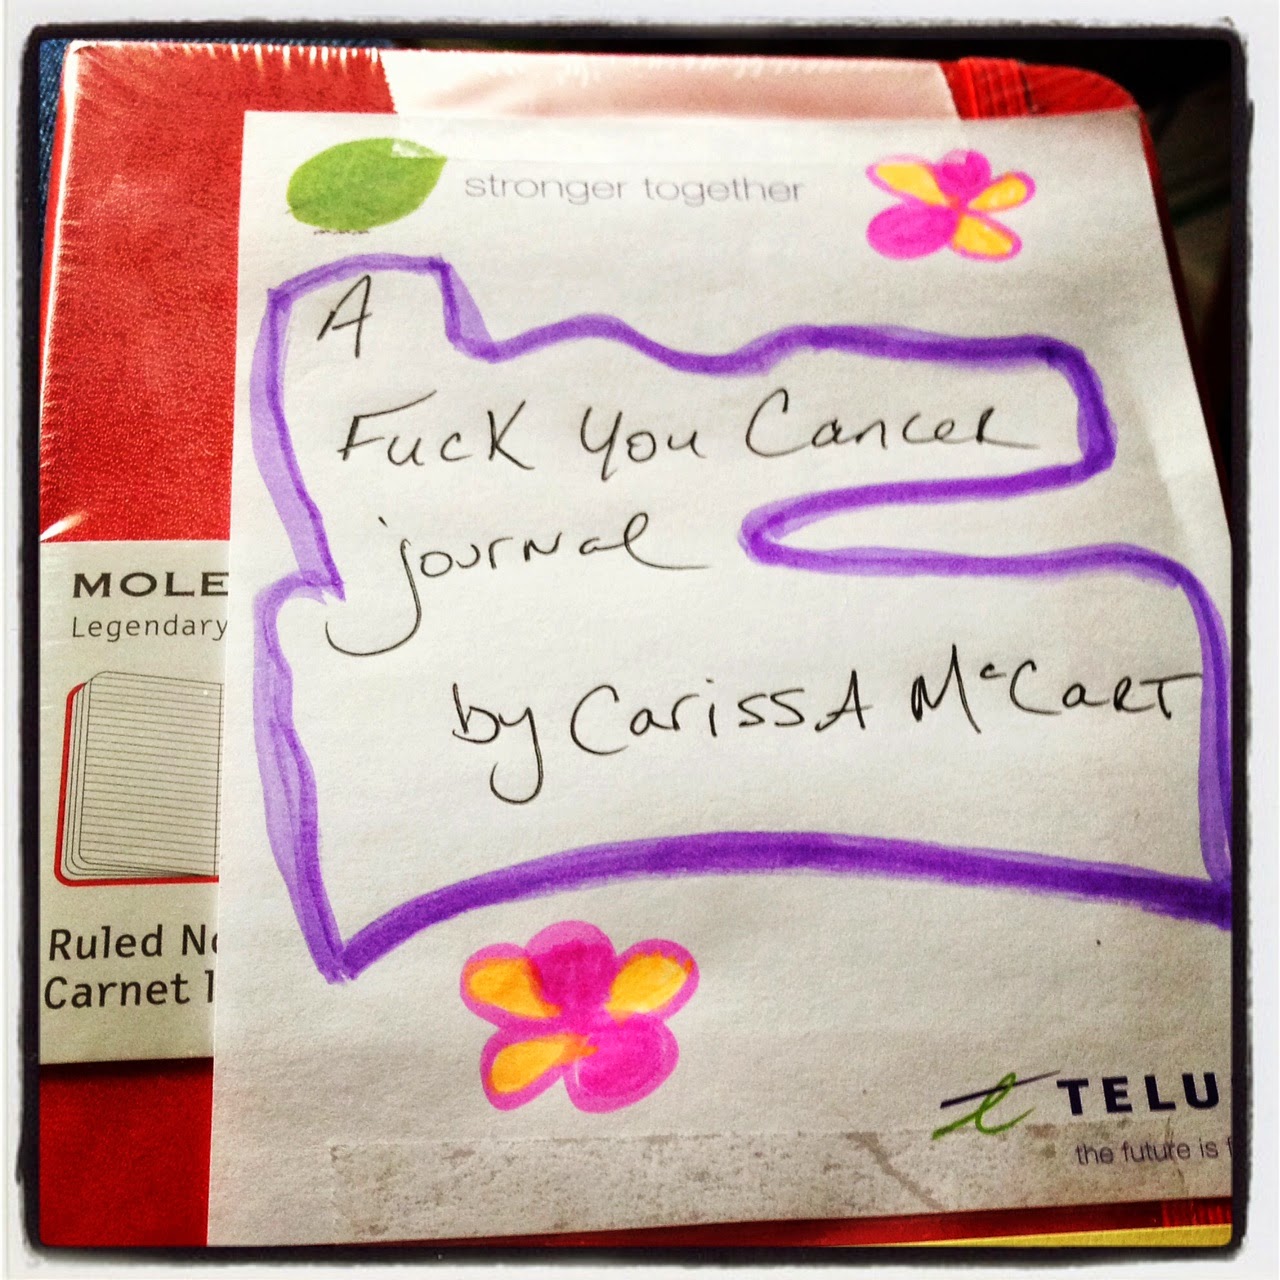 stronger together
A
Fuck You Cancer
journal
by Carissa McCart
MOLE
Legendary
Ruled No
Carnet
TELU
the future is f